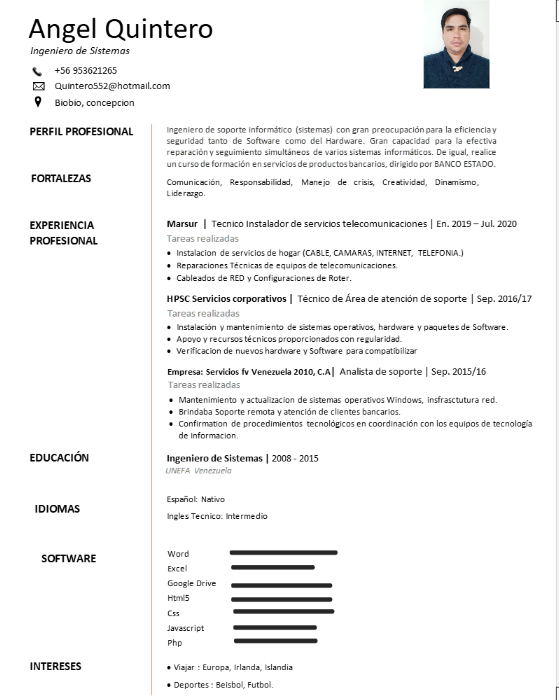 Angel Quintero
Ingeniero de Sistemas
+56 953621265
Quintero552@hotmail.com
Biobio, concepcion
PERFIL PROFESIONAL
Ingeniero de soporte informático (sistemas) con gran preocupación para la eficiencia y
seguridad tanto de Software como del Hardware. Gran capacidad para la efectiva
reparación y seguimiento simultáneos de varios sistemas informáticos. De igual, realice
un curso de formación en servicios de productos bancarios, dirigido por BANCO ESTADO.
FORTALEZAS
Comunicación, Responsabilidad, Manejo de crisis, Creatividad, Dinamismo,
Liderazgo.
EXPERIENCIA
PROFESIONAL
Marsur | Tecnico Instalador de servicios telecomunicaciones | En. 2019 – Jul. 2020
Tareas realizadas
• Instalacion de servicios de hogar (CABLE, CAMARAS, INTERNET, TELEFONIA.)
• Reparaciones Técnicas de equipos de telecomunicaciones.
• Cableados de RED y Configuraciones de Roter.
HPSC Servicios corporativos | Técnico de Área de atención de soporte | Sep. 2016/17
Tareas realizadas
• Instalación y mantenimiento de sistemas operativos, hardware y paquetes de Software.
• Apoyo y recursos técnicos proporcionados con regularidad.
• Verificacion de nuevos hardware y Software para compatibilizar
Empresa: Servicios fv Venezuela 2010, C.A| Analista de soporte | Sep. 2015/16
Tareas realizadas
• Mantenimiento y actualizacion de sistemas operativos Windows, insfrasctutura red.
• Brindaba Soporte remota y atención de clientes bancarios.
• Confirmation de procedimientos tecnológicos en coordinación con los equipos de tecnología
de Informacion.
EDUCACIÓN
Ingeniero de Sistemas | 2008 - 2015
UNEFA Venezuela
IDIOMAS
Español: Nativo
Ingles Tecnico: Intermedio
SOFTWARE
Word
Excel
Google Drive
Html5
Css
Javascript
Php
INTERESES
• Viajar : Europa, Irlanda, Islandia
• Deportes : Beisbol, Futbol.